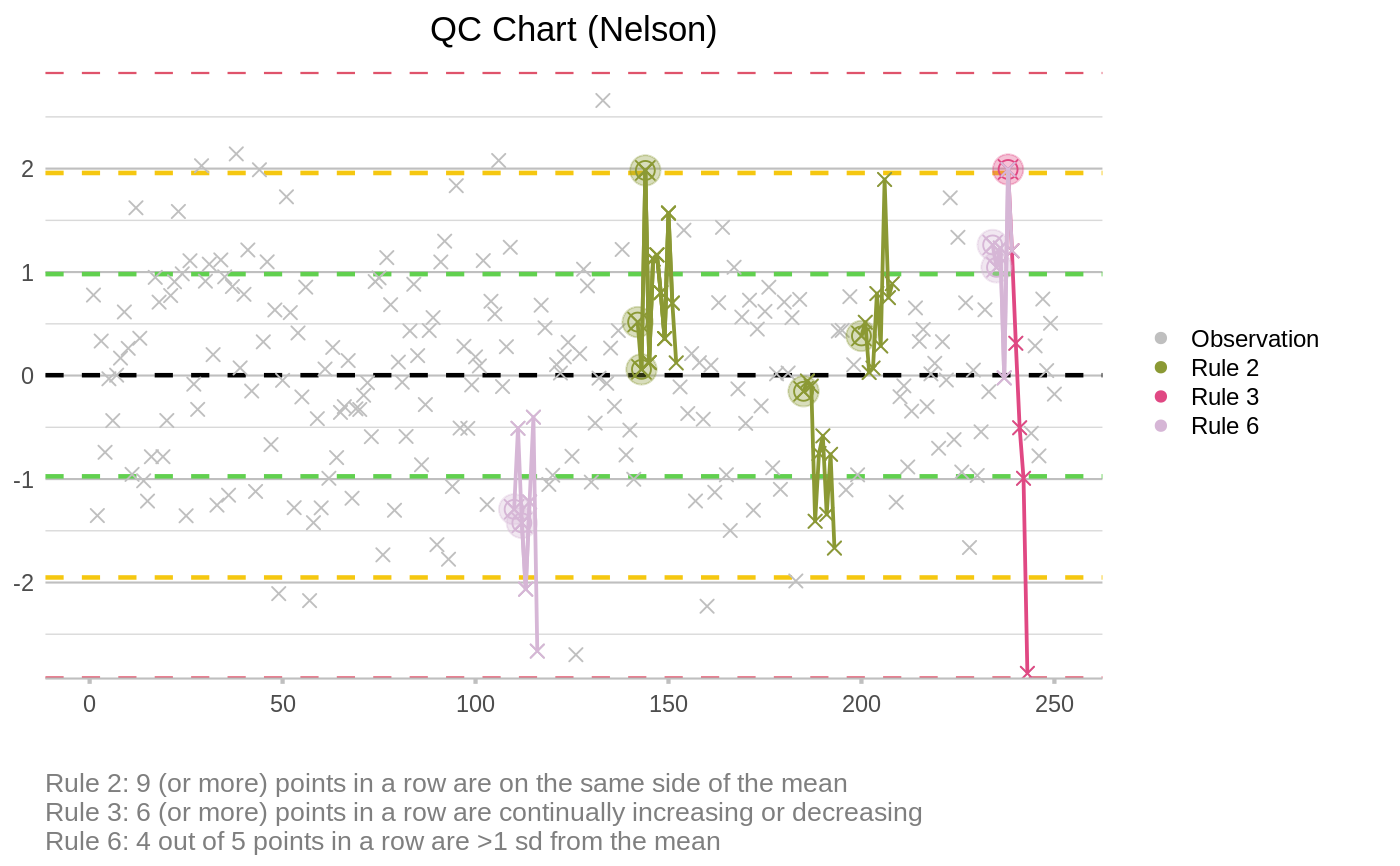 QC Chart (Nelson)
2
1
0
-1
-2
0 50 100 150 200 250
Observation
Rule 2
Rule 3
Rule 6
Rule 2: 9 (or more) points in a row are on the same side of the mean
Rule 3: 6 (or more) points in a row are continually increasing or decreasing
Rule 6: 4 out of 5 points in a row are >1 sd from the mean